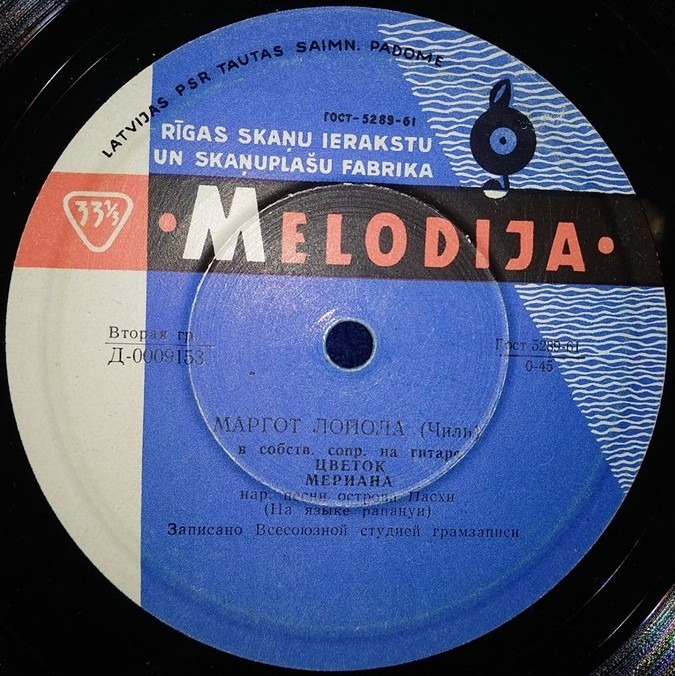 LATVIJAS PSR TAUTAS SAIMN. PADOME
ГОСТ-5289-61
RĪGAS SKAŅU IERAKSTU
UN SKAŅUPLAŠU FABRIKA
33⅓
• MELODIJA •
Вторая гр.
Д-0009153
Гост 5289-61
0-45
МАРГОТ ЛОЙОЛА (Чили)
в собств. сопр. на гитаре
ЦВЕТОК
МЕРИАНА
нар. песни острова Пасхи
(На языке рапануи)
Записано Всесоюзной студией грамзаписи